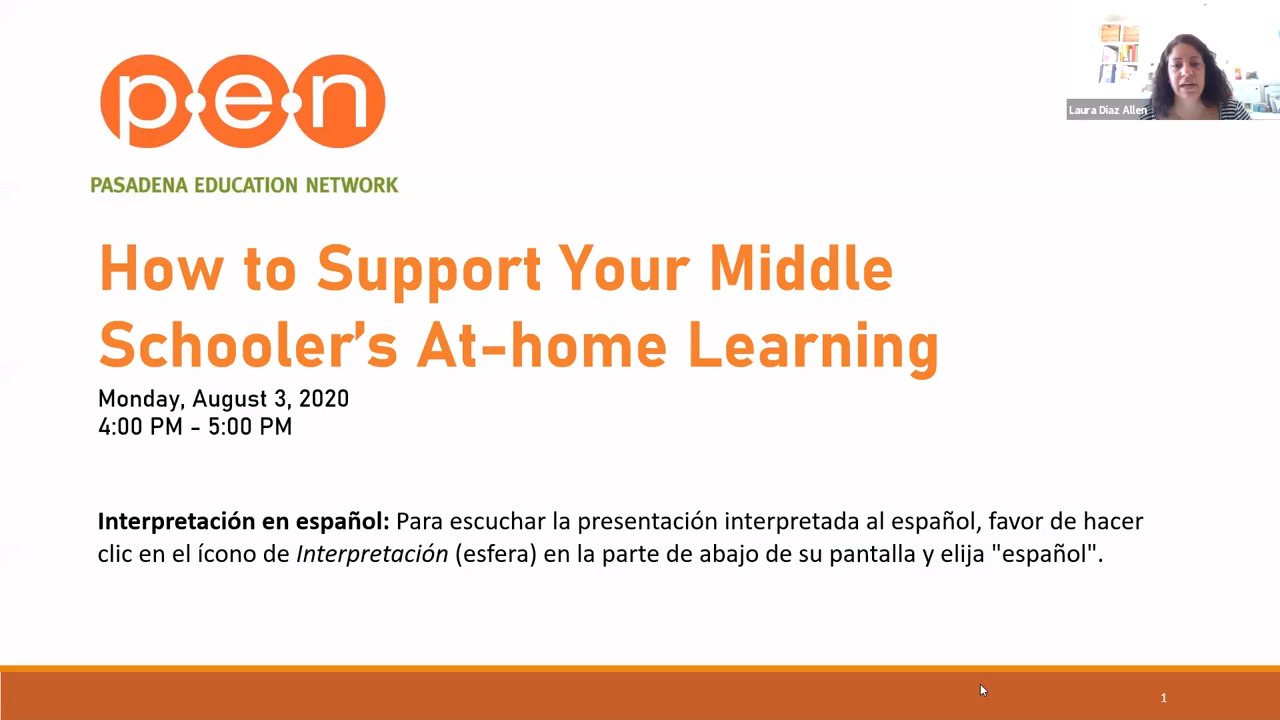 p·e·n
PASADENA EDUCATION NETWORK
Laura Diaz Allen
How to Support Your Middle
Schooler’s At-home Learning
Monday, August 3, 2020
4:00 PM - 5:00 PM
Interpretación en español: Para escuchar la presentación interpretada al español, favor de hacer
clic en el ícono de Interpretación (esfera) en la parte de abajo de su pantalla y elija "español".
1